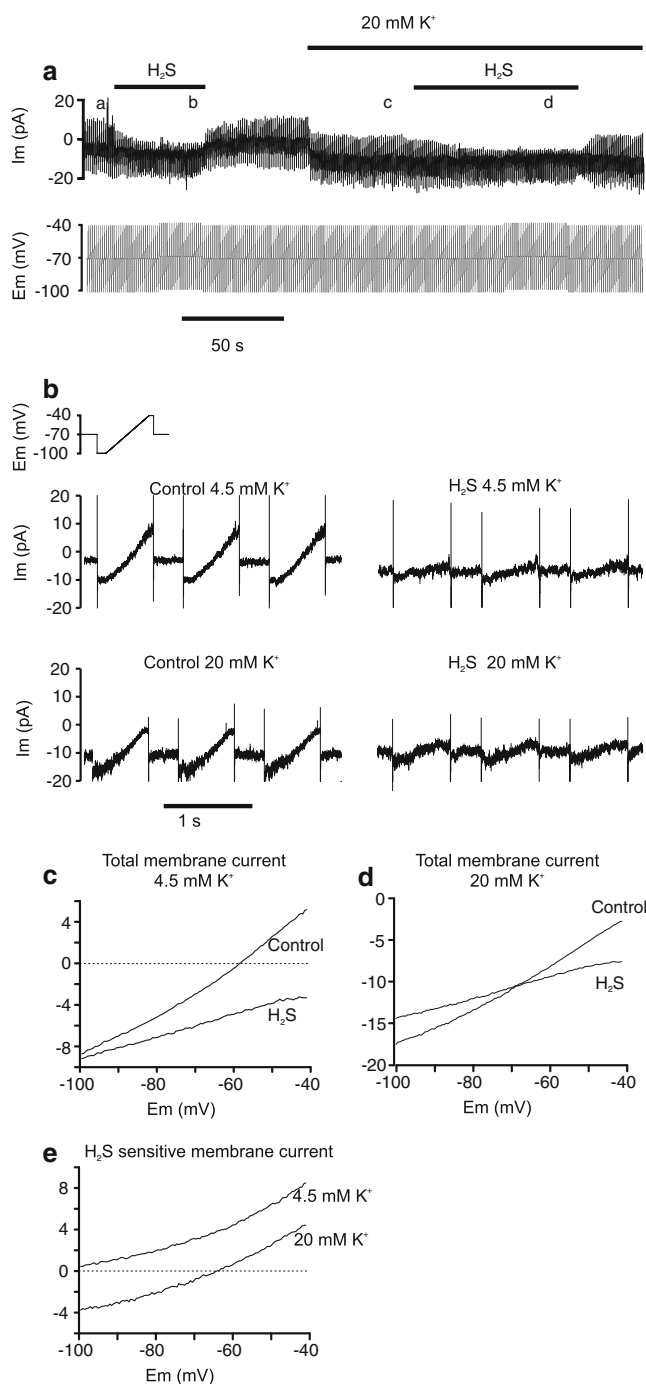 20 mM K⁺
a
H₂S
H₂S
a
b
c
d
20
0
-20
Im (pA)
-40
-70
-100
Em (mV)
50 s
b
-40
-70
-100
Em (mV)
Control 4.5 mM K⁺
H₂S 4.5 mM K⁺
20
10
0
-10
-20
Im (pA)
Control 20 mM K⁺
H₂S 20 mM K⁺
20
10
0
-10
-20
Im (pA)
1 s
c
Total membrane current
4.5 mM K⁺
4
0
-4
-8
Control
H₂S
-100
-80
-60
-40
Em (mV)
d
Total membrane current
20 mM K⁺
0
-5
-10
-15
-20
Control
H₂S
-100
-80
-60
-40
Em (mV)
e
H₂S sensitive membrane current
8
4
0
-4
4.5 mM K⁺
20 mM K⁺
-100
-80
-60
-40
Em (mV)